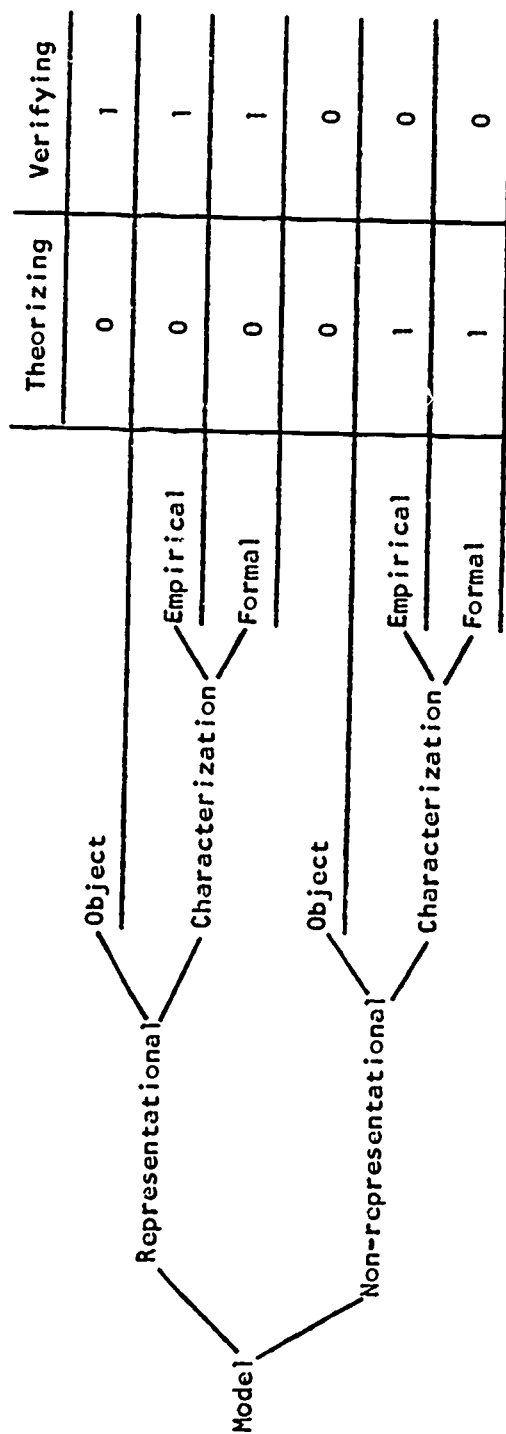 Theorizing Verifying
Object 0 1
Representational
Empirical 0 1
Characterization
Formal 0 1
Model
Object 0 0
Non-representational
Empirical 1 0
Characterization
Formal 1 0